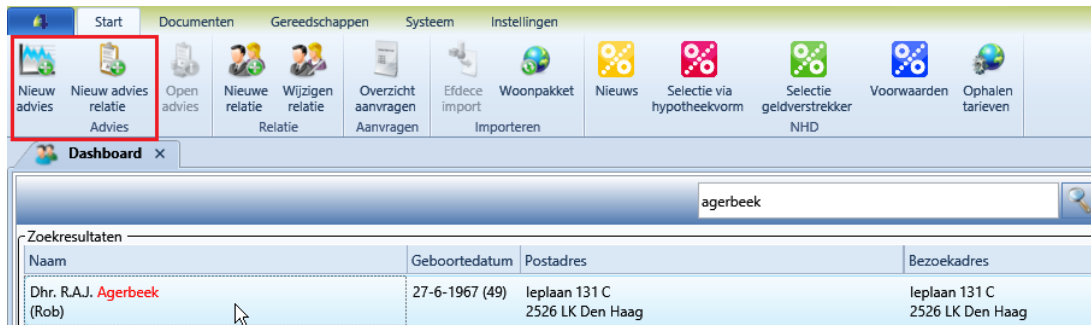 Start Documenten Gereedschappen Systeem Instellingen
Nieuw advies
Nieuw advies relatie
Open advies
Nieuwe relatie
Wijzigen relatie
Overzicht aanvragen
Efdece import
Woonpakket
Nieuws
Selectie via hypotheekvorm
Selectie geldverstrekker
Voorwaarden
Ophalen tarieven
Advies Relatie Aanvragen Importeren NHD
Dashboard ×
agerbeek
Zoekresultaten
Naam Geboortedatum Postadres Bezoekadres
Dhr. R.A.J. Agerbeek 27-6-1967 (49) Ieplaan 131 C Ieplaan 131 C
(Rob) 2526 LK Den Haag 2526 LK Den Haag